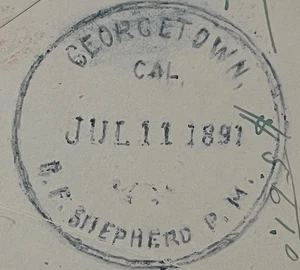 GEORGETOWN,
CAL.
JUL 11 1891
SHEPHERD P. M.